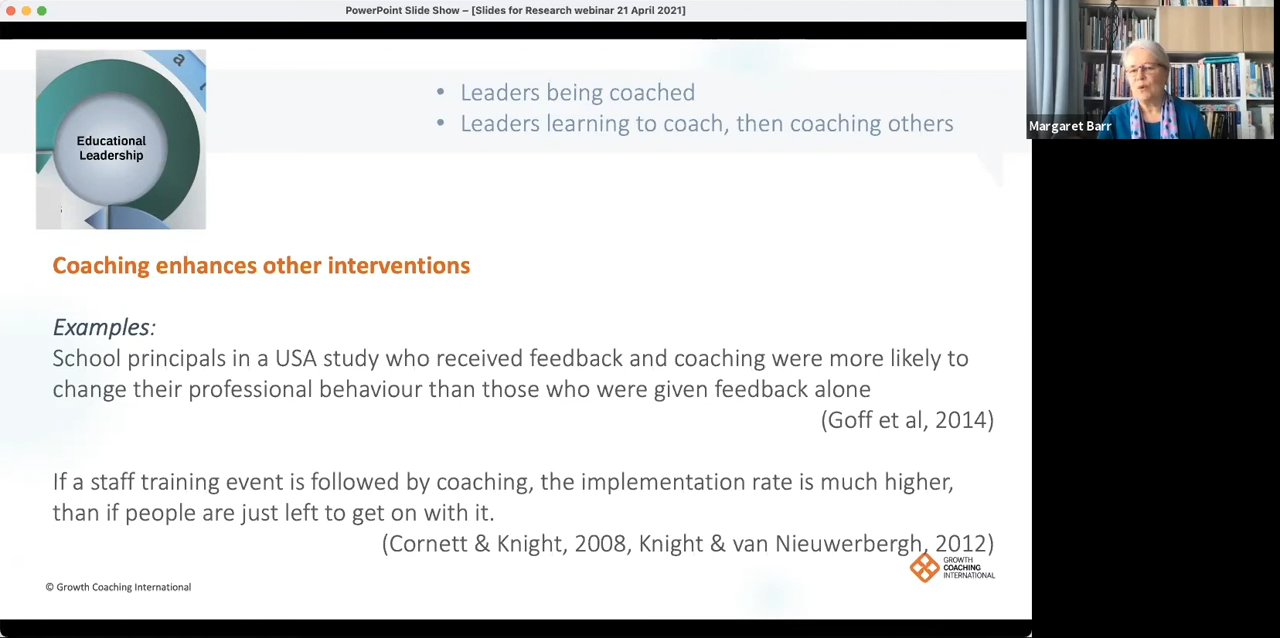 PowerPoint Slide Show – [Slides for Research webinar 21 April 2021]
a
Educational
Leadership
• Leaders being coached
• Leaders learning to coach, then coaching others
Margaret Barr
Coaching enhances other interventions
Examples:
School principals in a USA study who received feedback and coaching were more likely to
change their professional behaviour than those who were given feedback alone
(Goff et al, 2014)
If a staff training event is followed by coaching, the implementation rate is much higher,
than if people are just left to get on with it.
(Cornett & Knight, 2008, Knight & van Nieuwerbergh, 2012)
GROWTH
COACHING
INTERNATIONAL
© Growth Coaching International